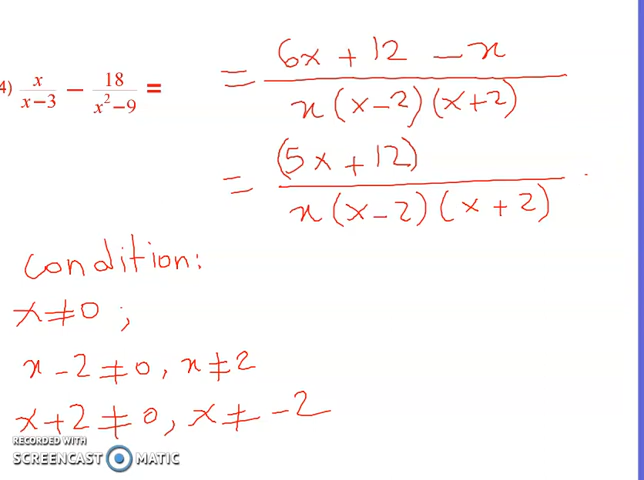 4) x/(x−3) − 18/(x²−9) =
= (6x + 12 − x)/(x(x−2)(x+2))
= (5x + 12)/(x(x−2)(x+2))
Condition:
x≠0 ;
x−2≠0, x≠2
x+2≠0, x≠ −2
RECORDED WITH
SCREENCAST MATIC